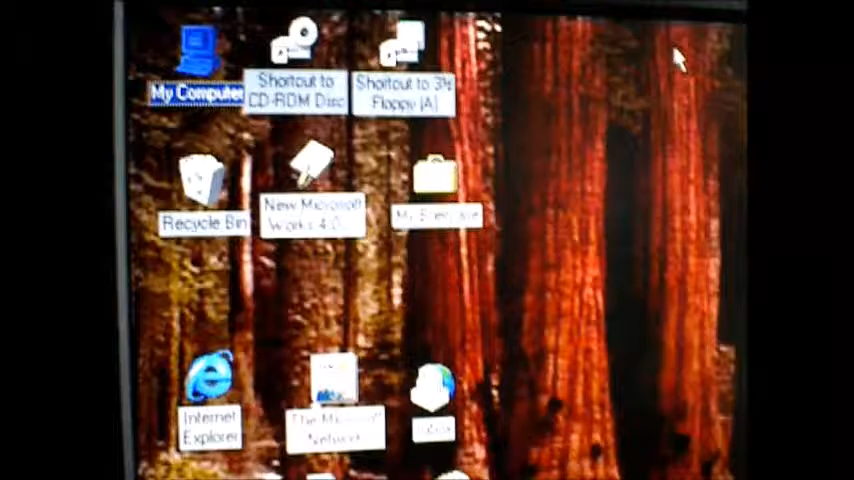 My Computer
Shortcut to
CD-ROM Disc
Shortcut to 3½
Floppy (A)
Recycle Bin
New Microsoft
Works 4.0...
My Briefcase
Internet
Explorer
The Microsoft
Network
Inbox